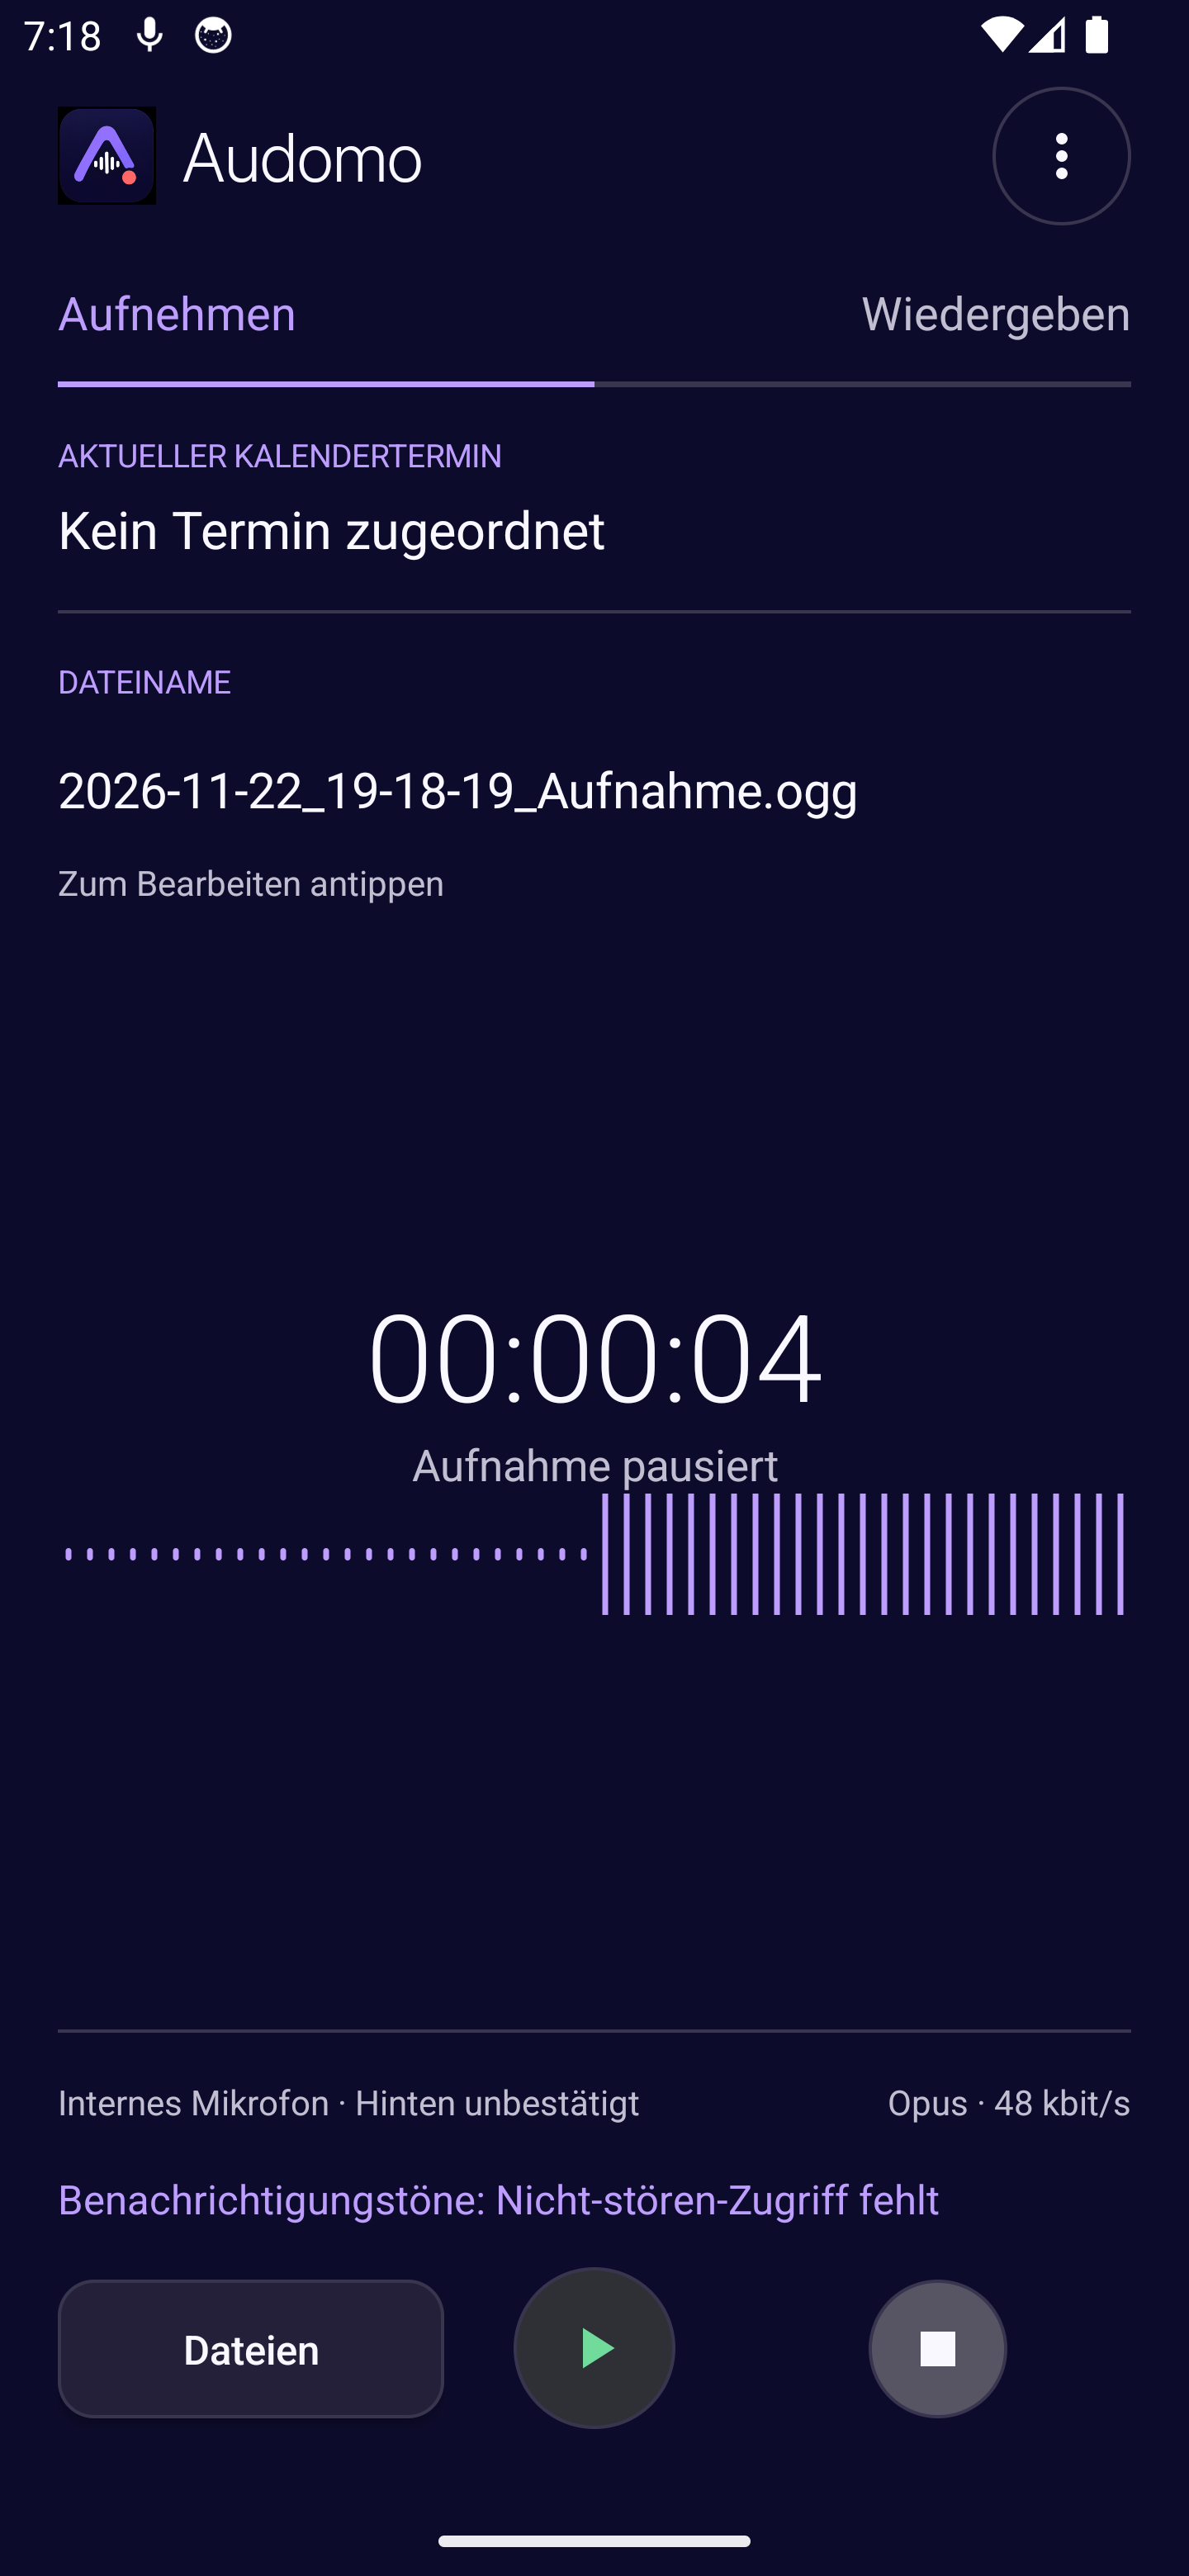 7:18
Audomo
Aufnehmen
Wiedergeben
AKTUELLER KALENDERTERMIN
Kein Termin zugeordnet
DATEINAME
2026-11-22_19-18-19_Aufnahme.ogg
Zum Bearbeiten antippen
00:00:04
Aufnahme pausiert
Internes Mikrofon · Hinten unbestätigt
Opus · 48 kbit/s
Benachrichtigungstöne: Nicht-stören-Zugriff fehlt
Dateien